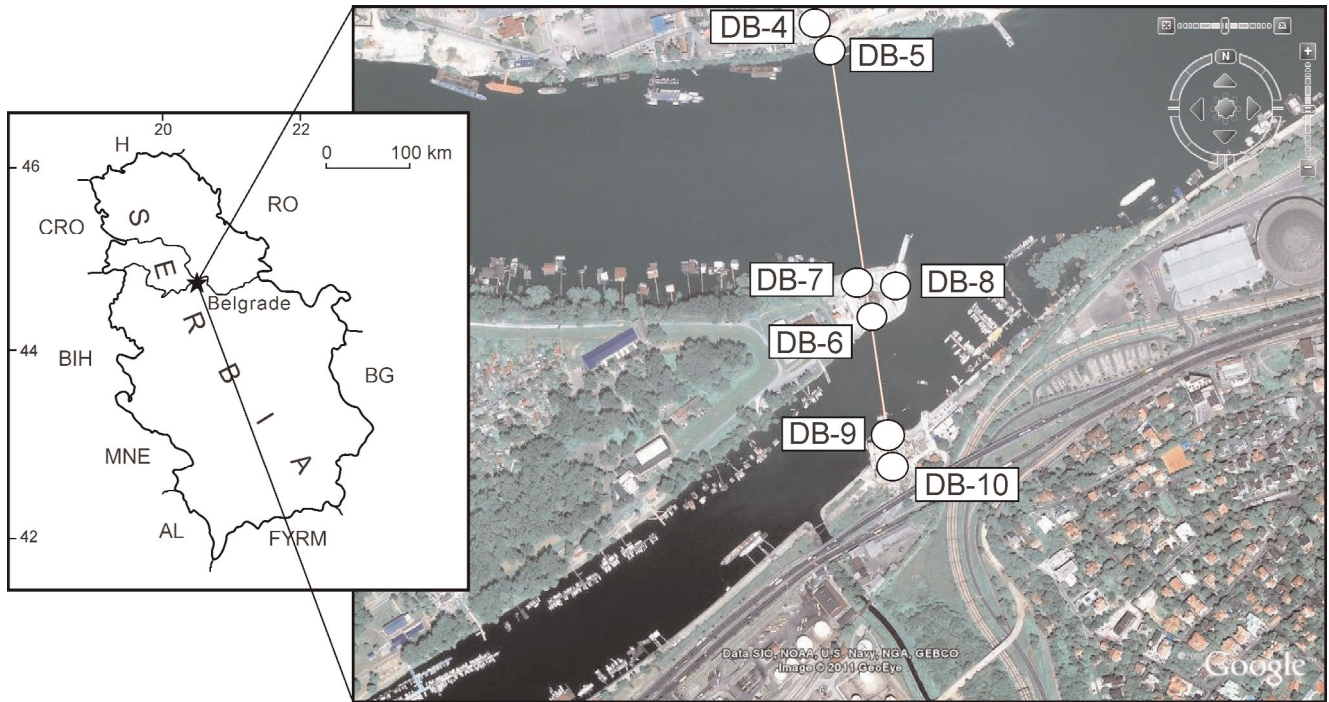 DB-4
DB-5
N
20
22
H
0
100 km
46
RO
CRO
S
E
R
B
I
A
Belgrade
DB-7
DB-8
DB-6
44
BIH
BG
DB-9
MNE
DB-10
AL
FYRM
42
Data SIO, NOAA, U.S. Navy, NGA, GEBCO
Image © 2011 GeoEye
Google